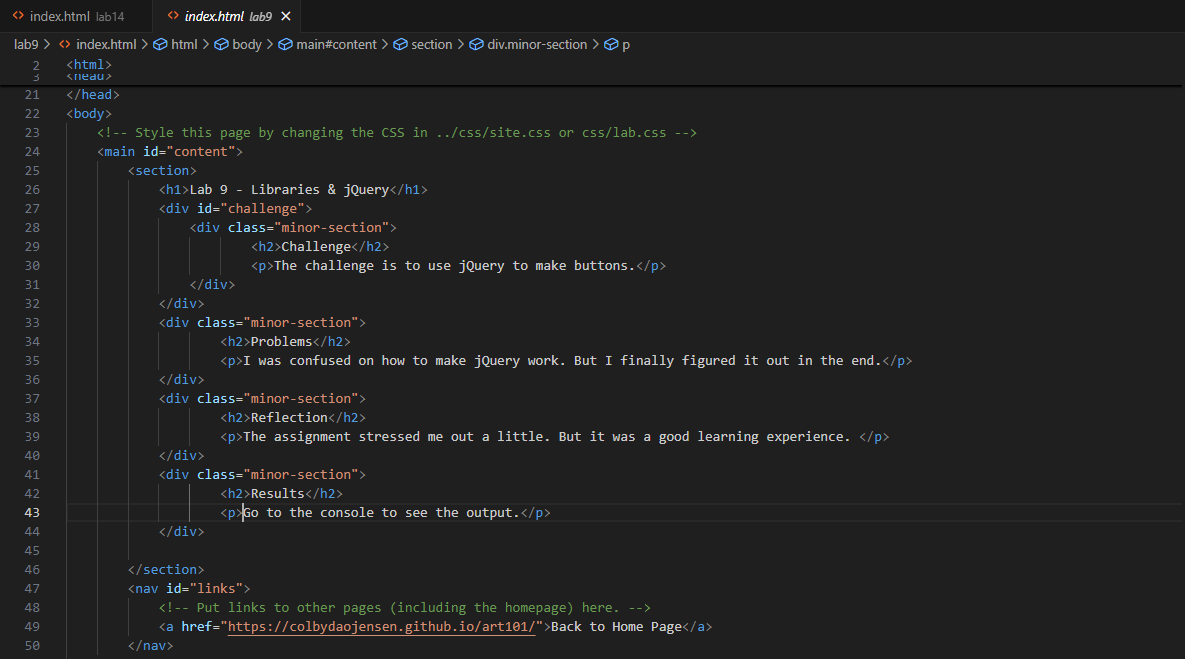 index.html lab14 index.html lab9
lab9 > index.html > html > body > main#content > section > div.minor-section > p
2 <html>
3 <head>
21 </head>
22 <body>
23 <!-- Style this page by changing the CSS in ../css/site.css or css/lab.css -->
24 <main id="content">
25 <section>
26 <h1>Lab 9 - Libraries & jQuery</h1>
27 <div id="challenge">
28 <div class="minor-section">
29 <h2>Challenge</h2>
30 <p>The challenge is to use jQuery to make buttons.</p>
31 </div>
32 </div>
33 <div class="minor-section">
34 <h2>Problems</h2>
35 <p>I was confused on how to make jQuery work. But I finally figured it out in the end.</p>
36 </div>
37 <div class="minor-section">
38 <h2>Reflection</h2>
39 <p>The assignment stressed me out a little. But it was a good learning experience. </p>
40 </div>
41 <div class="minor-section">
42 <h2>Results</h2>
43 <p>Go to the console to see the output.</p>
44 </div>
45
46 </section>
47 <nav id="links">
48 <!-- Put links to other pages (including the homepage) here. -->
49 <a href="https://colbydaojensen.github.io/art101/">Back to Home Page</a>
50 </nav>